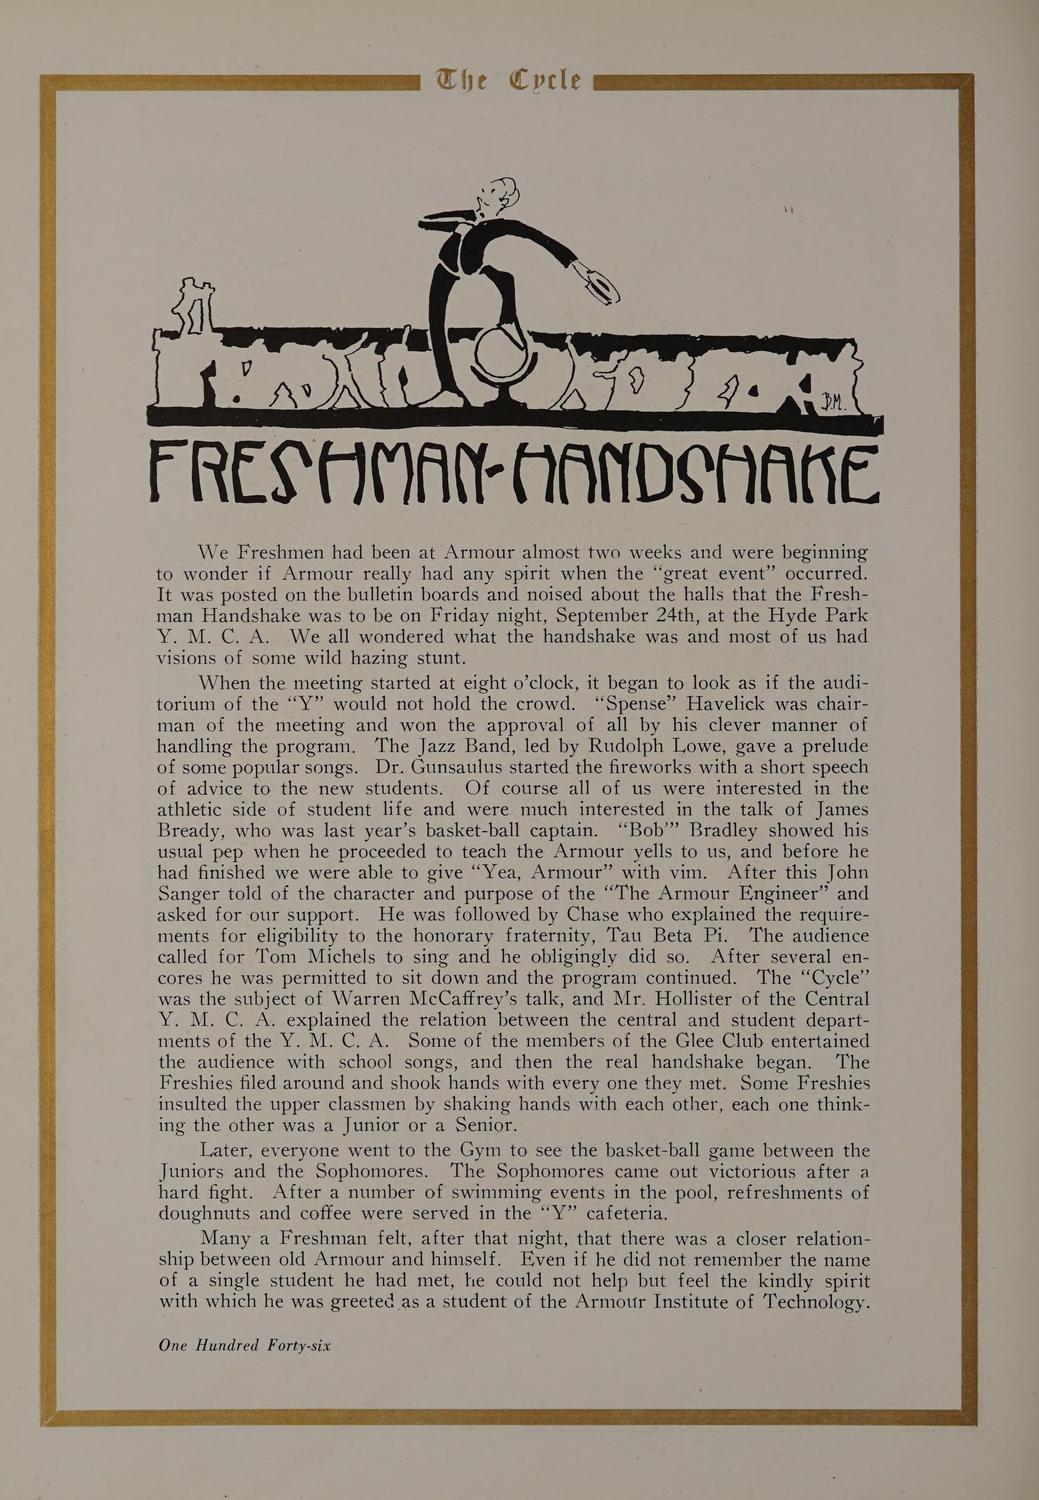 The Cycle
D.M.
FRESHMAN-HANDSHAKE
We Freshmen had been at Armour almost two weeks and were beginning
to wonder if Armour really had any spirit when the “great event” occurred.
It was posted on the bulletin boards and noised about the halls that the Fresh-
man Handshake was to be on Friday night, September 24th, at the Hyde Park
Y. M. C. A. We all wondered what the handshake was and most of us had
visions of some wild hazing stunt.
When the meeting started at eight o’clock, it began to look as if the audi-
torium of the “Y” would not hold the crowd. “Spense” Havelick was chair-
man of the meeting and won the approval of all by his clever manner of
handling the program. The Jazz Band, led by Rudolph Lowe, gave a prelude
of some popular songs. Dr. Gunsaulus started the fireworks with a short speech
of advice to the new students. Of course all of us were interested in the
athletic side of student life and were much interested in the talk of James
Bready, who was last year’s basket-ball captain. “Bob’” Bradley showed his
usual pep when he proceeded to teach the Armour yells to us, and before he
had finished we were able to give “Yea, Armour” with vim. After this John
Sanger told of the character and purpose of the “The Armour Engineer” and
asked for our support. He was followed by Chase who explained the require-
ments for eligibility to the honorary fraternity, Tau Beta Pi. The audience
called for Tom Michels to sing and he obligingly did so. After several en-
cores he was permitted to sit down and the program continued. The “Cycle”
was the subject of Warren McCaffrey’s talk, and Mr. Hollister of the Central
Y. M. C. A. explained the relation between the central and student depart-
ments of the Y. M. C. A. Some of the members of the Glee Club entertained
the audience with school songs, and then the real handshake began. The
Freshies filed around and shook hands with every one they met. Some Freshies
insulted the upper classmen by shaking hands with each other, each one think-
ing the other was a Junior or a Senior.
Later, everyone went to the Gym to see the basket-ball game between the
Juniors and the Sophomores. The Sophomores came out victorious after a
hard fight. After a number of swimming events in the pool, refreshments of
doughnuts and coffee were served in the “Y” cafeteria.
Many a Freshman felt, after that night, that there was a closer relation-
ship between old Armour and himself. Even if he did not remember the name
of a single student he had met, he could not help but feel the kindly spirit
with which he was greeted as a student of the Armour Institute of Technology.
One Hundred Forty-six